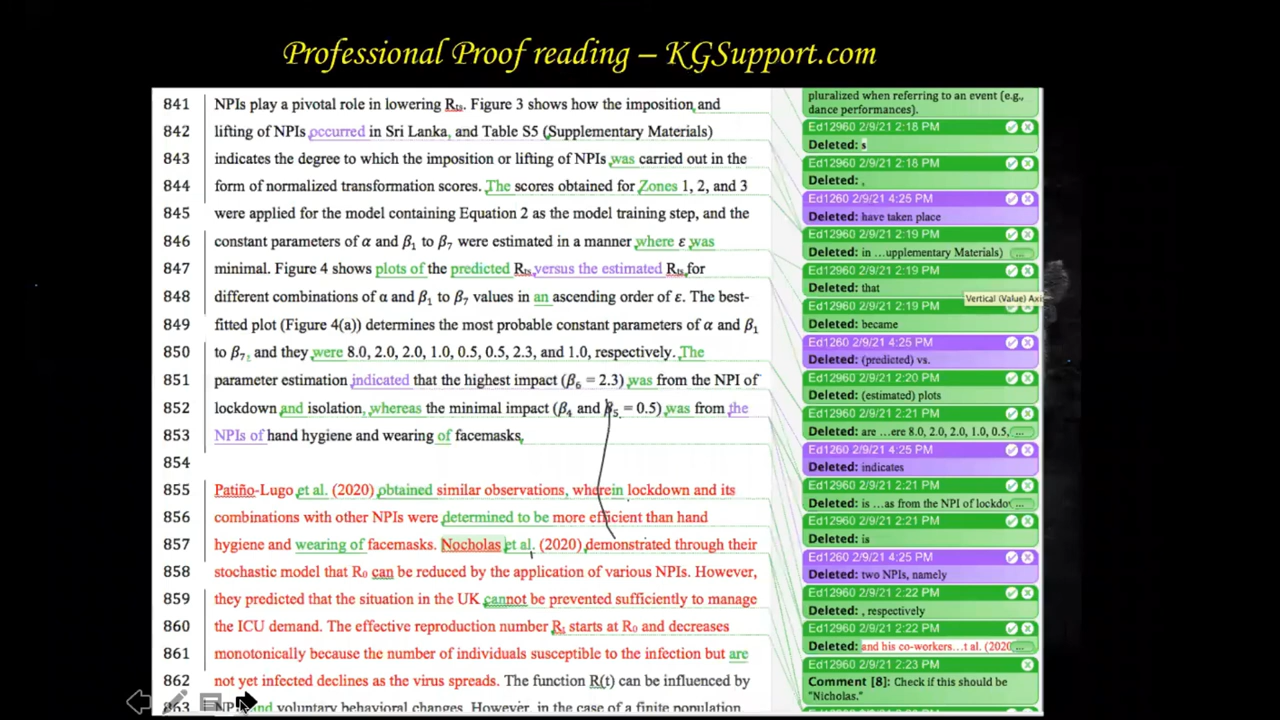 Professional Proof reading – KGSupport.com
841 NPIs play a pivotal role in lowering Rts. Figure 3 shows how the imposition and
842 lifting of NPIs occurred in Sri Lanka, and Table S5 (Supplementary Materials)
843 indicates the degree to which the imposition or lifting of NPIs was carried out in the
844 form of normalized transformation scores. The scores obtained for Zones 1, 2, and 3
845 were applied for the model containing Equation 2 as the model training step, and the
846 constant parameters of α and β1 to β7 were estimated in a manner where ε was
847 minimal. Figure 4 shows plots of the predicted Rts versus the estimated Rts for
848 different combinations of α and β1 to β7 values in an ascending order of ε. The best-
849 fitted plot (Figure 4(a)) determines the most probable constant parameters of α and β1
850 to β7, and they were 8.0, 2.0, 2.0, 1.0, 0.5, 0.5, 2.3, and 1.0, respectively. The
851 parameter estimation indicated that the highest impact (β6 = 2.3) was from the NPI of
852 lockdown and isolation, whereas the minimal impact (β4 and β5 = 0.5) was from the
853 NPIs of hand hygiene and wearing of facemasks.
854
855 Patiño-Lugo et al. (2020) obtained similar observations, wherein lockdown and its
856 combinations with other NPIs were determined to be more efficient than hand
857 hygiene and wearing of facemasks. Nocholas et al. (2020) demonstrated through their
858 stochastic model that R0 can be reduced by the application of various NPIs. However,
859 they predicted that the situation in the UK cannot be prevented sufficiently to manage
860 the ICU demand. The effective reproduction number Rt starts at R0 and decreases
861 monotonically because the number of individuals susceptible to the infection but are
862 not yet infected declines as the virus spreads. The function R(t) can be influenced by
863 NPIs and voluntary behavioral changes. However, in a finite population
pluralized when referring to an event (e.g.,
dance performances).
Ed12960 2/9/21 2:18 PM
Deleted: s
Ed12960 2/9/21 2:18 PM
Deleted: ,
Ed1260 2/9/21 4:25 PM
Deleted: have taken place
Ed12960 2/9/21 2:19 PM
Deleted: in ...upplementary Materials) ...
Ed12960 2/9/21 2:19 PM
Deleted: that
Vertical (Value) Axis
Ed12960 2/9/21 2:19 PM
Deleted: became
Ed1260 2/9/21 4:25 PM
Deleted: (predicted) vs.
Ed12960 2/9/21 2:20 PM
Deleted: (estimated) plots
Ed12960 2/9/21 2:21 PM
Deleted: are ...ere 8.0, 2.0, 2.0, 1.0, 0.5, ...
Ed1260 2/9/21 4:25 PM
Deleted: indicates
Ed12960 2/9/21 2:21 PM
Deleted: is ...as from the NPI of lockdo ...
Ed12960 2/9/21 2:21 PM
Deleted: is
Ed1260 2/9/21 4:25 PM
Deleted: two NPIs, namely
Ed12960 2/9/21 2:22 PM
Deleted: , respectively
Ed12960 2/9/21 2:22 PM
Deleted: and his co-workers...t al. (2020 ...
Ed12960 2/9/21 2:23 PM
Comment [8]: Check if this should be
"Nicholas."